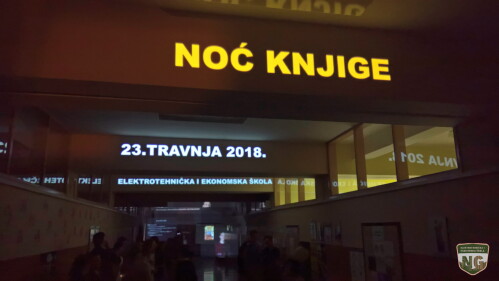 NOĆ KNJIGE
23.TRAVNJA 2018.
ELEKTROTEHNIČKA I EKONOMSKA ŠKOLA
NG